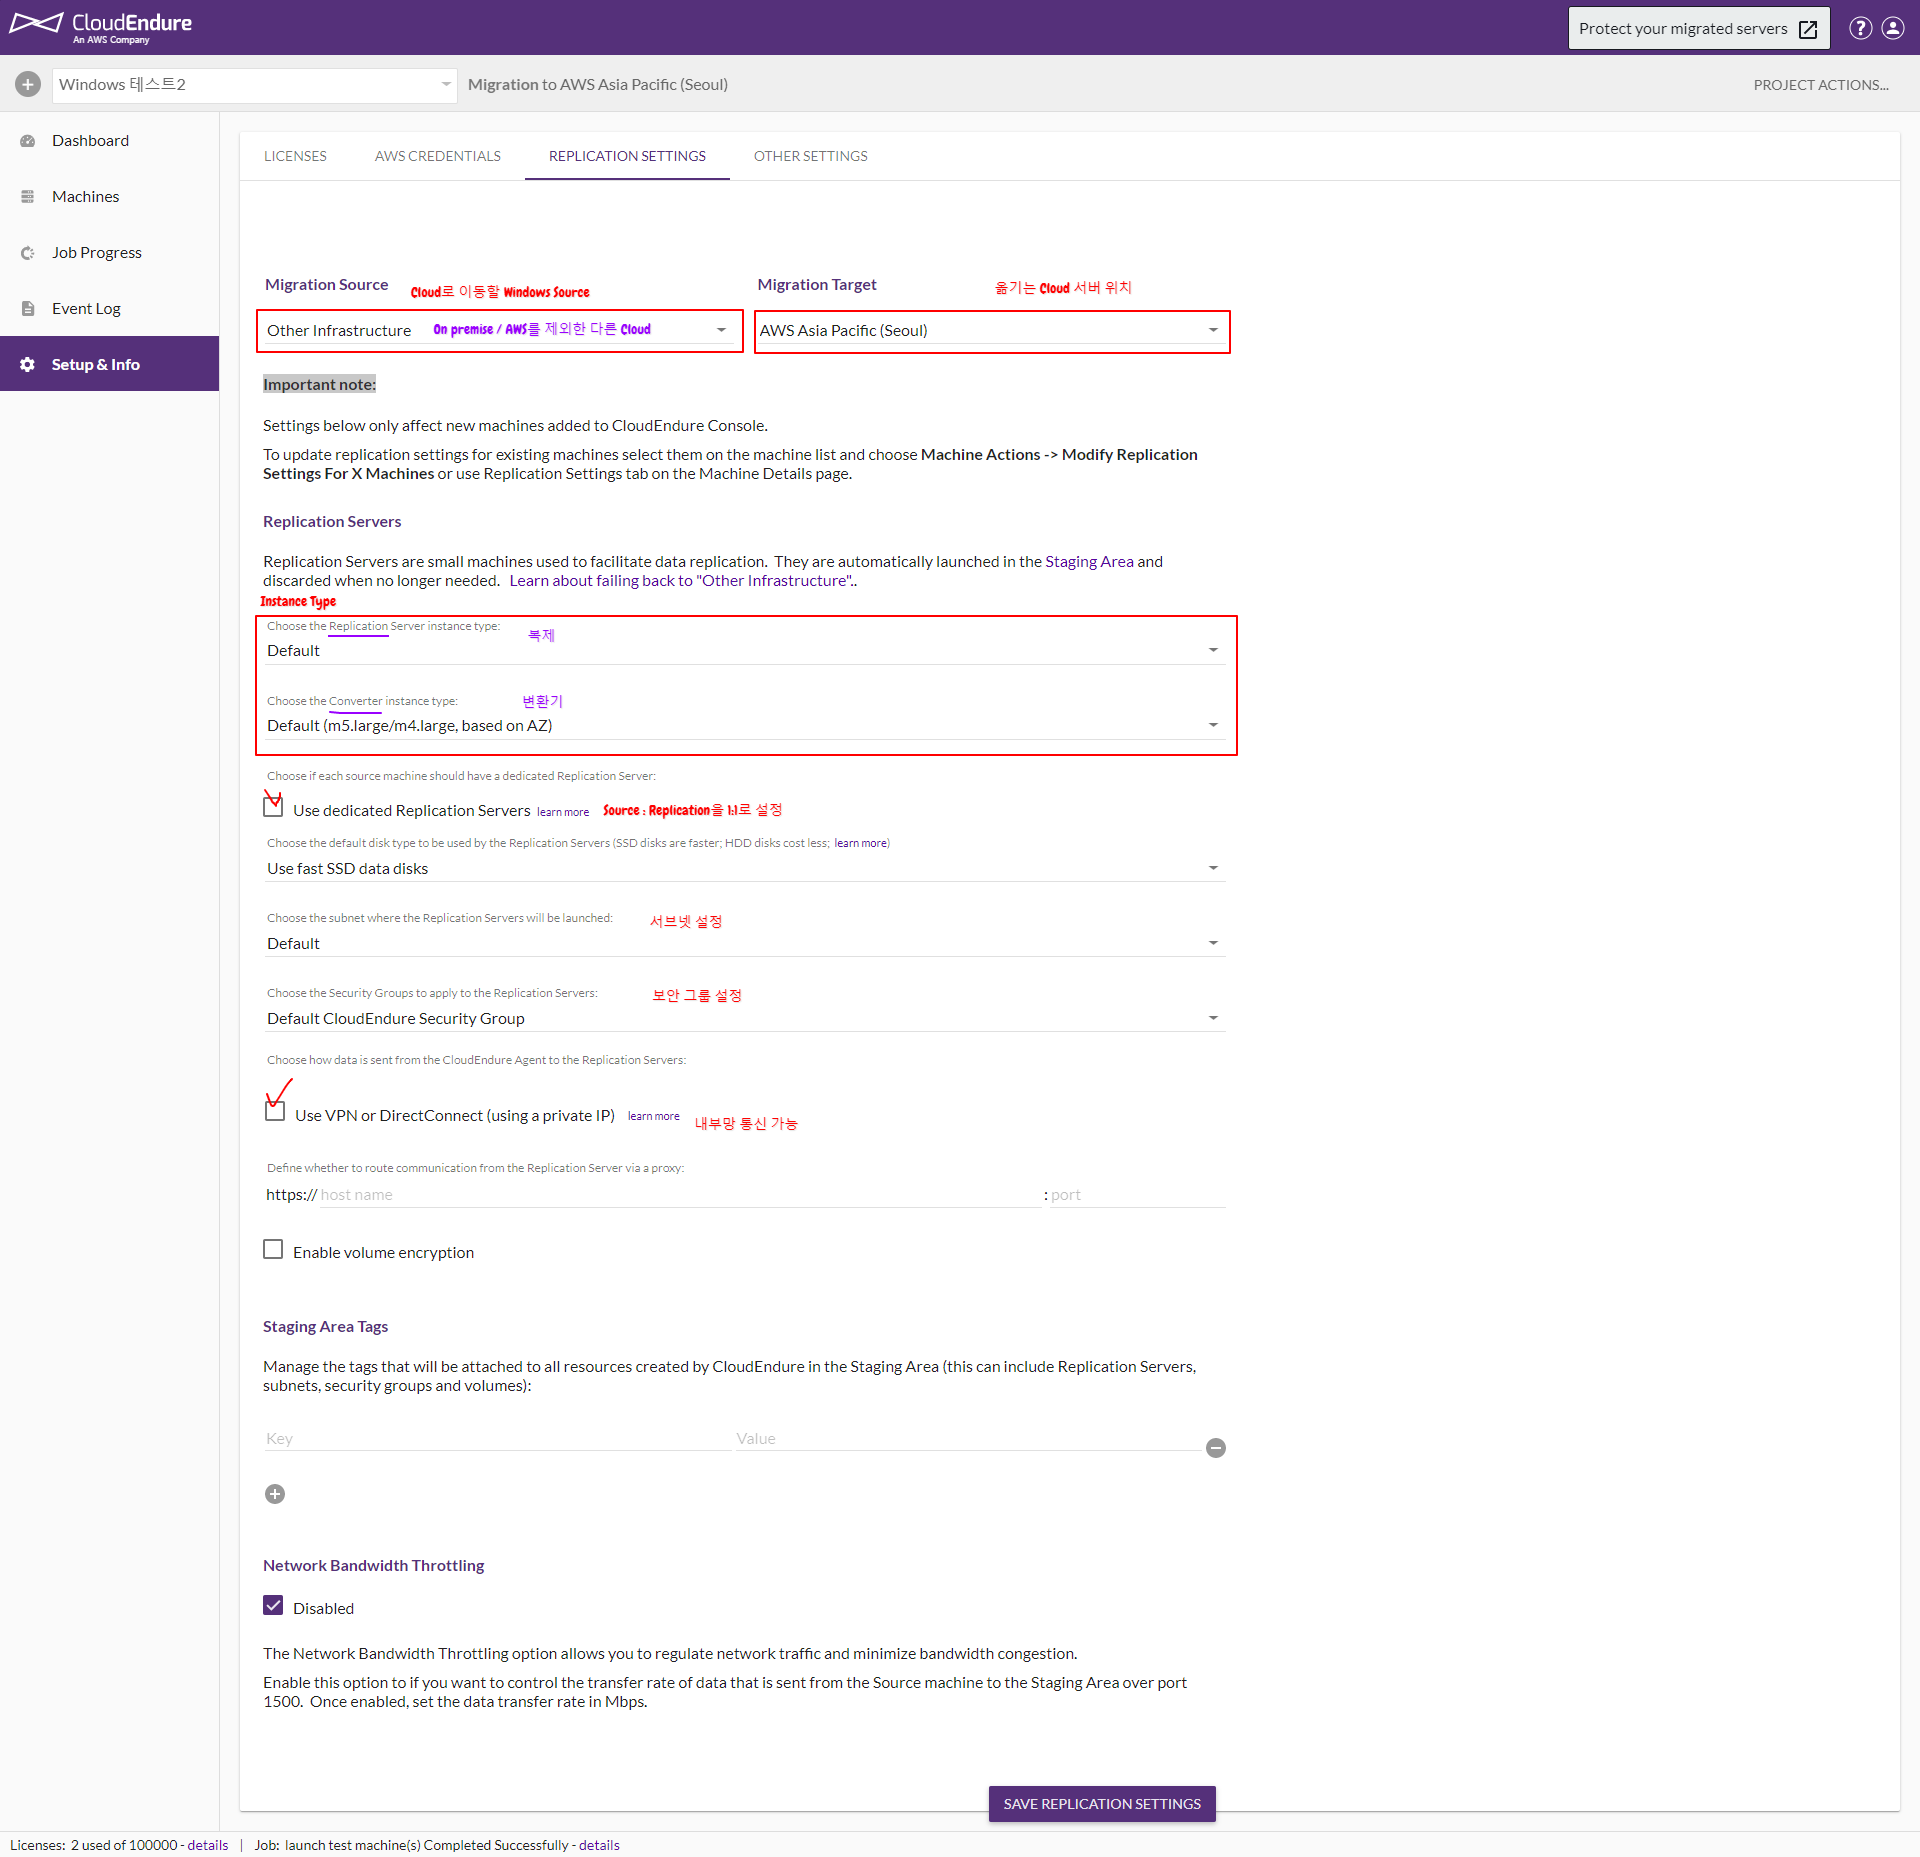 CloudEndure
An AWS Company
Protect your migrated servers
?
Windows 테스트2
Migration to AWS Asia Pacific (Seoul)
PROJECT ACTIONS...
Dashboard
Machines
Job Progress
Event Log
Setup & Info
LICENSES
AWS CREDENTIALS
REPLICATION SETTINGS
OTHER SETTINGS
Migration Source
Cloud로 이동할 Windows Source
Migration Target
옮기는 Cloud 서버 위치
Other Infrastructure
On premise / AWS를 제외한 다른 Cloud
AWS Asia Pacific (Seoul)
Important note:
Settings below only affect new machines added to CloudEndure Console.
To update replication settings for existing machines select them on the machine list and choose Machine Actions -> Modify Replication
Settings For X Machines or use Replication Settings tab on the Machine Details page.
Replication Servers
Replication Servers are small machines used to facilitate data replication. They are automatically launched in the Staging Area and
discarded when no longer needed. Learn about failing back to "Other Infrastructure"..
Instance Type
Choose the Replication Server instance type:
복제
Default
Choose the Converter instance type:
변환기
Default (m5.large/m4.large, based on AZ)
Choose if each source machine should have a dedicated Replication Server:
Use dedicated Replication Servers learn more
Source : Replication을 1:1로 설정
Choose the default disk type to be used by the Replication Servers (SSD disks are faster; HDD disks cost less; learn more)
Use fast SSD data disks
Choose the subnet where the Replication Servers will be launched:
서브넷 설정
Default
Choose the Security Groups to apply to the Replication Servers:
보안 그룹 설정
Default CloudEndure Security Group
Choose how data is sent from the CloudEndure Agent to the Replication Servers:
Use VPN or DirectConnect (using a private IP) learn more
내부망 통신 가능
Define whether to route communication from the Replication Server via a proxy:
https:// host name : port
Enable volume encryption
Staging Area Tags
Manage the tags that will be attached to all resources created by CloudEndure in the Staging Area (this can include Replication Servers,
subnets, security groups and volumes):
Key
Value
Network Bandwidth Throttling
Disabled
The Network Bandwidth Throttling option allows you to regulate network traffic and minimize bandwidth congestion.
Enable this option to if you want to control the transfer rate of data that is sent from the Source machine to the Staging Area over port
1500. Once enabled, set the data transfer rate in Mbps.
SAVE REPLICATION SETTINGS
Licenses: 2 used of 100000 - details | Job: launch test machine(s) Completed Successfully - details